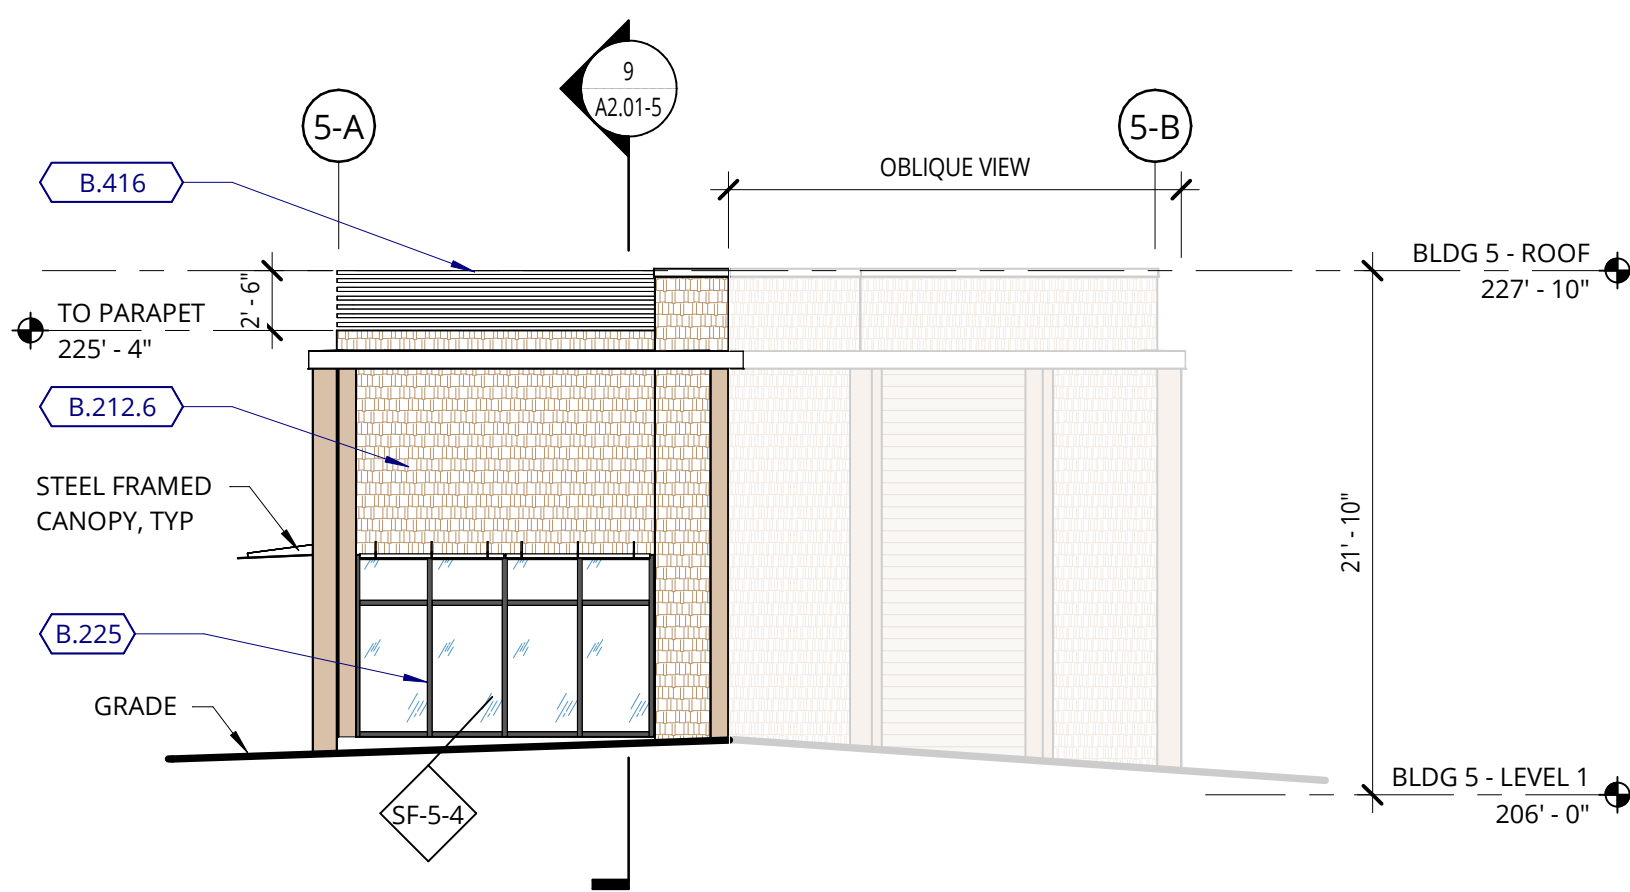 9
A2.01-5
5-A
5-B
OBLIQUE VIEW
B.416
BLDG 5 - ROOF
227' - 10"
2' - 6"
TO PARAPET
225' - 4"
B.212.6
STEEL FRAMED
CANOPY, TYP
21' - 10"
B.225
GRADE
SF-5-4
BLDG 5 - LEVEL 1
206' - 0"